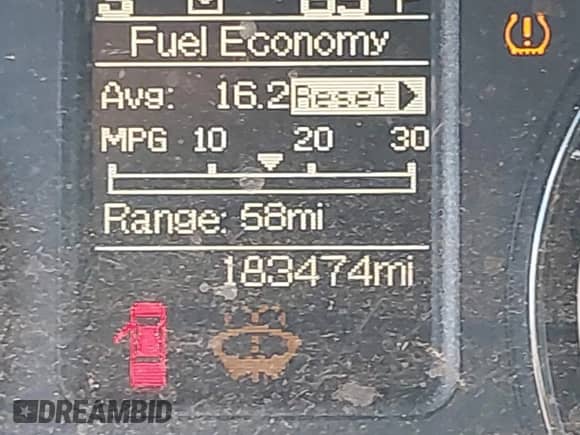 Fuel Economy
Avg: 16.2 Reset
MPG 10 20 30
Range: 58mi
183474mi
DREAMBID